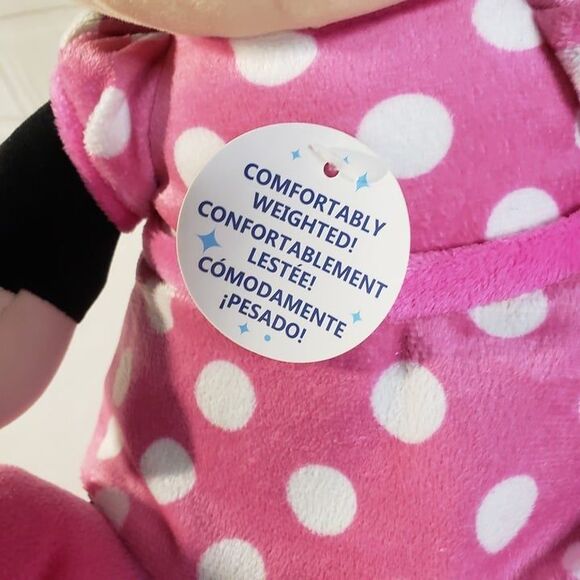 COMFORTABLY
WEIGHTED!
CONFORTABLEMENT
LESTÉE!
CÓMODAMENTE
¡PESADO!